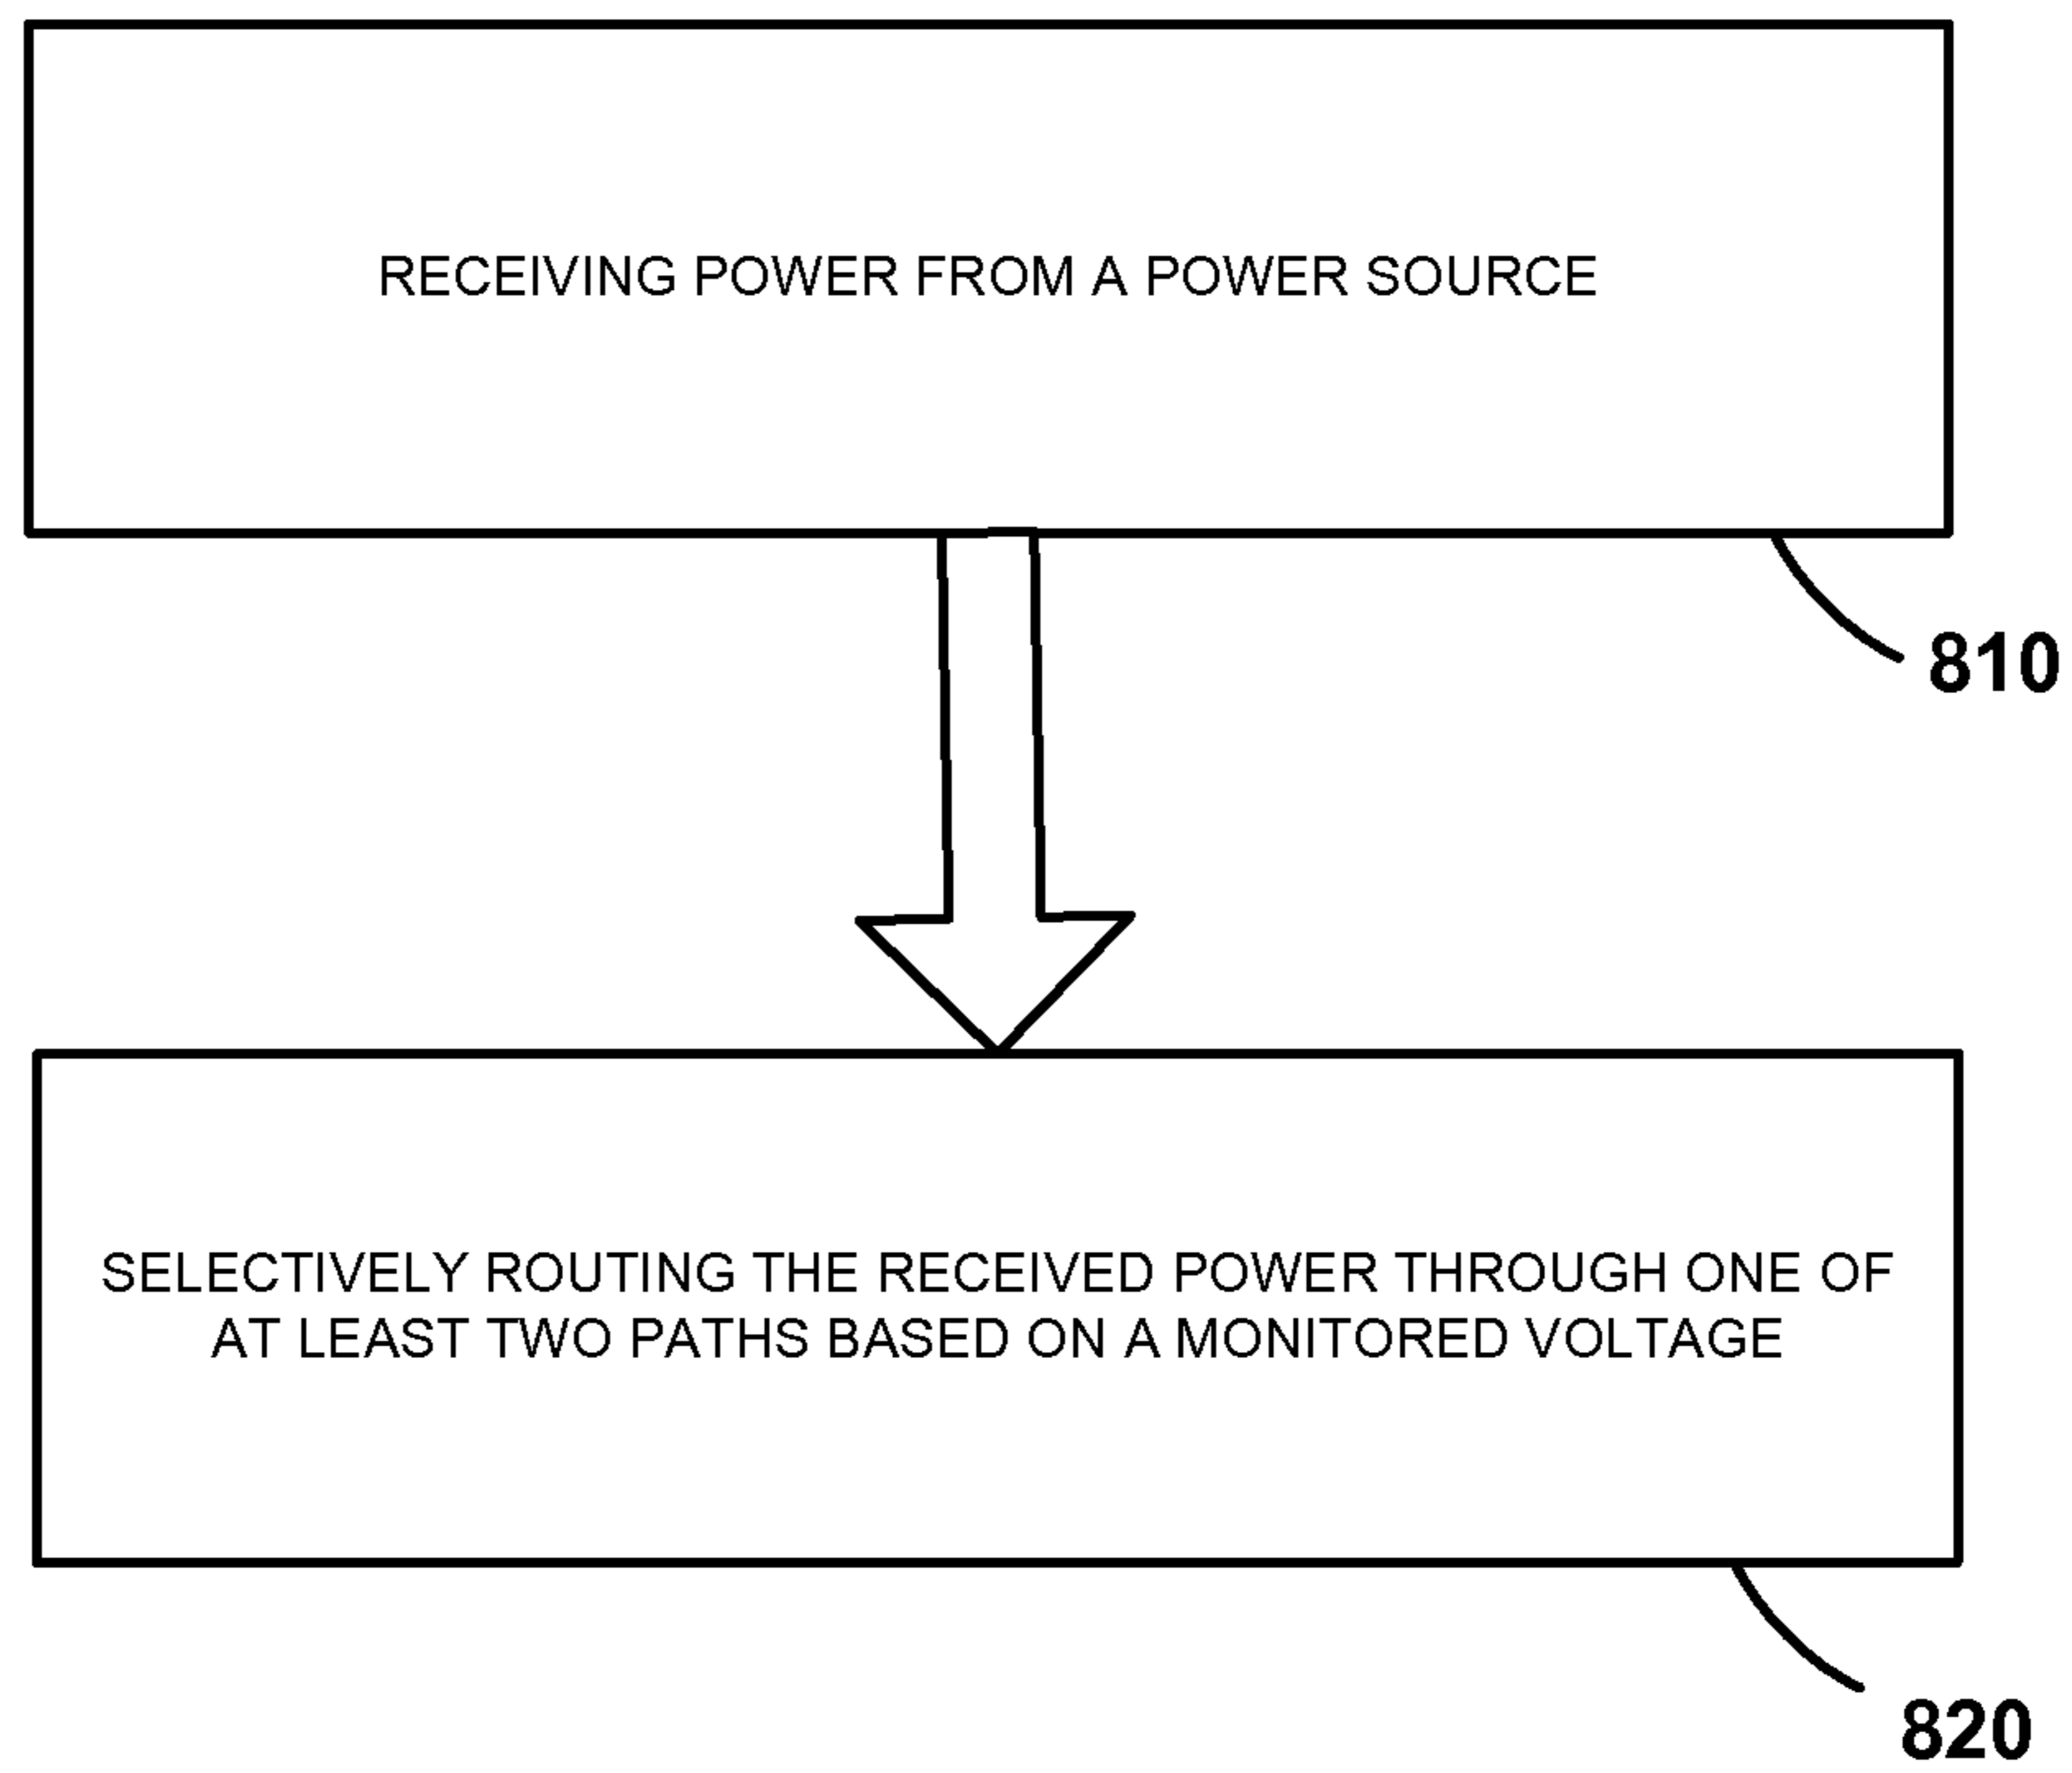 RECEIVING POWER FROM A POWER SOURCE
810
SELECTIVELY ROUTING THE RECEIVED POWER THROUGH ONE OF
AT LEAST TWO PATHS BASED ON A MONITORED VOLTAGE
820